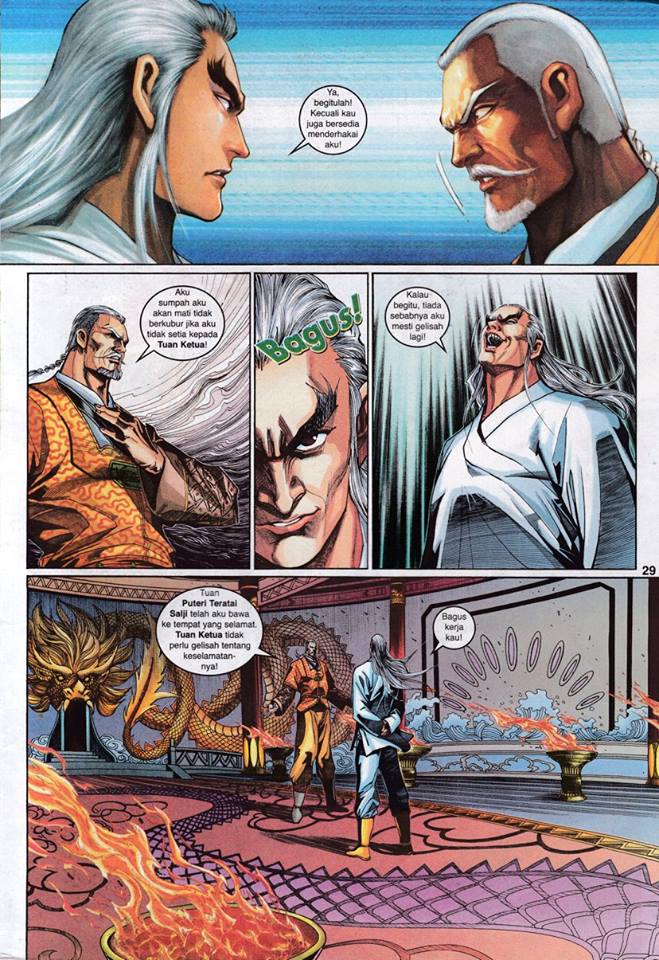 Ya,
begitulah!
Kecuali kau
juga bersedia
menderhakai
aku!
Aku
sumpah aku
akan mati tidak
berkubur jika aku
tidak setia kepada
Tuan Ketua!
Bagus!
Kalau
begitu, tiada
sebabnya aku
mesti gelisah
lagi!
29
Tuan
Puteri Teratai
Salji telah aku bawa
ke tempat yang selamat.
Tuan Ketua tidak
perlu gelisah tentang
keselamatan-
nya!
Bagus
kerja
kau!